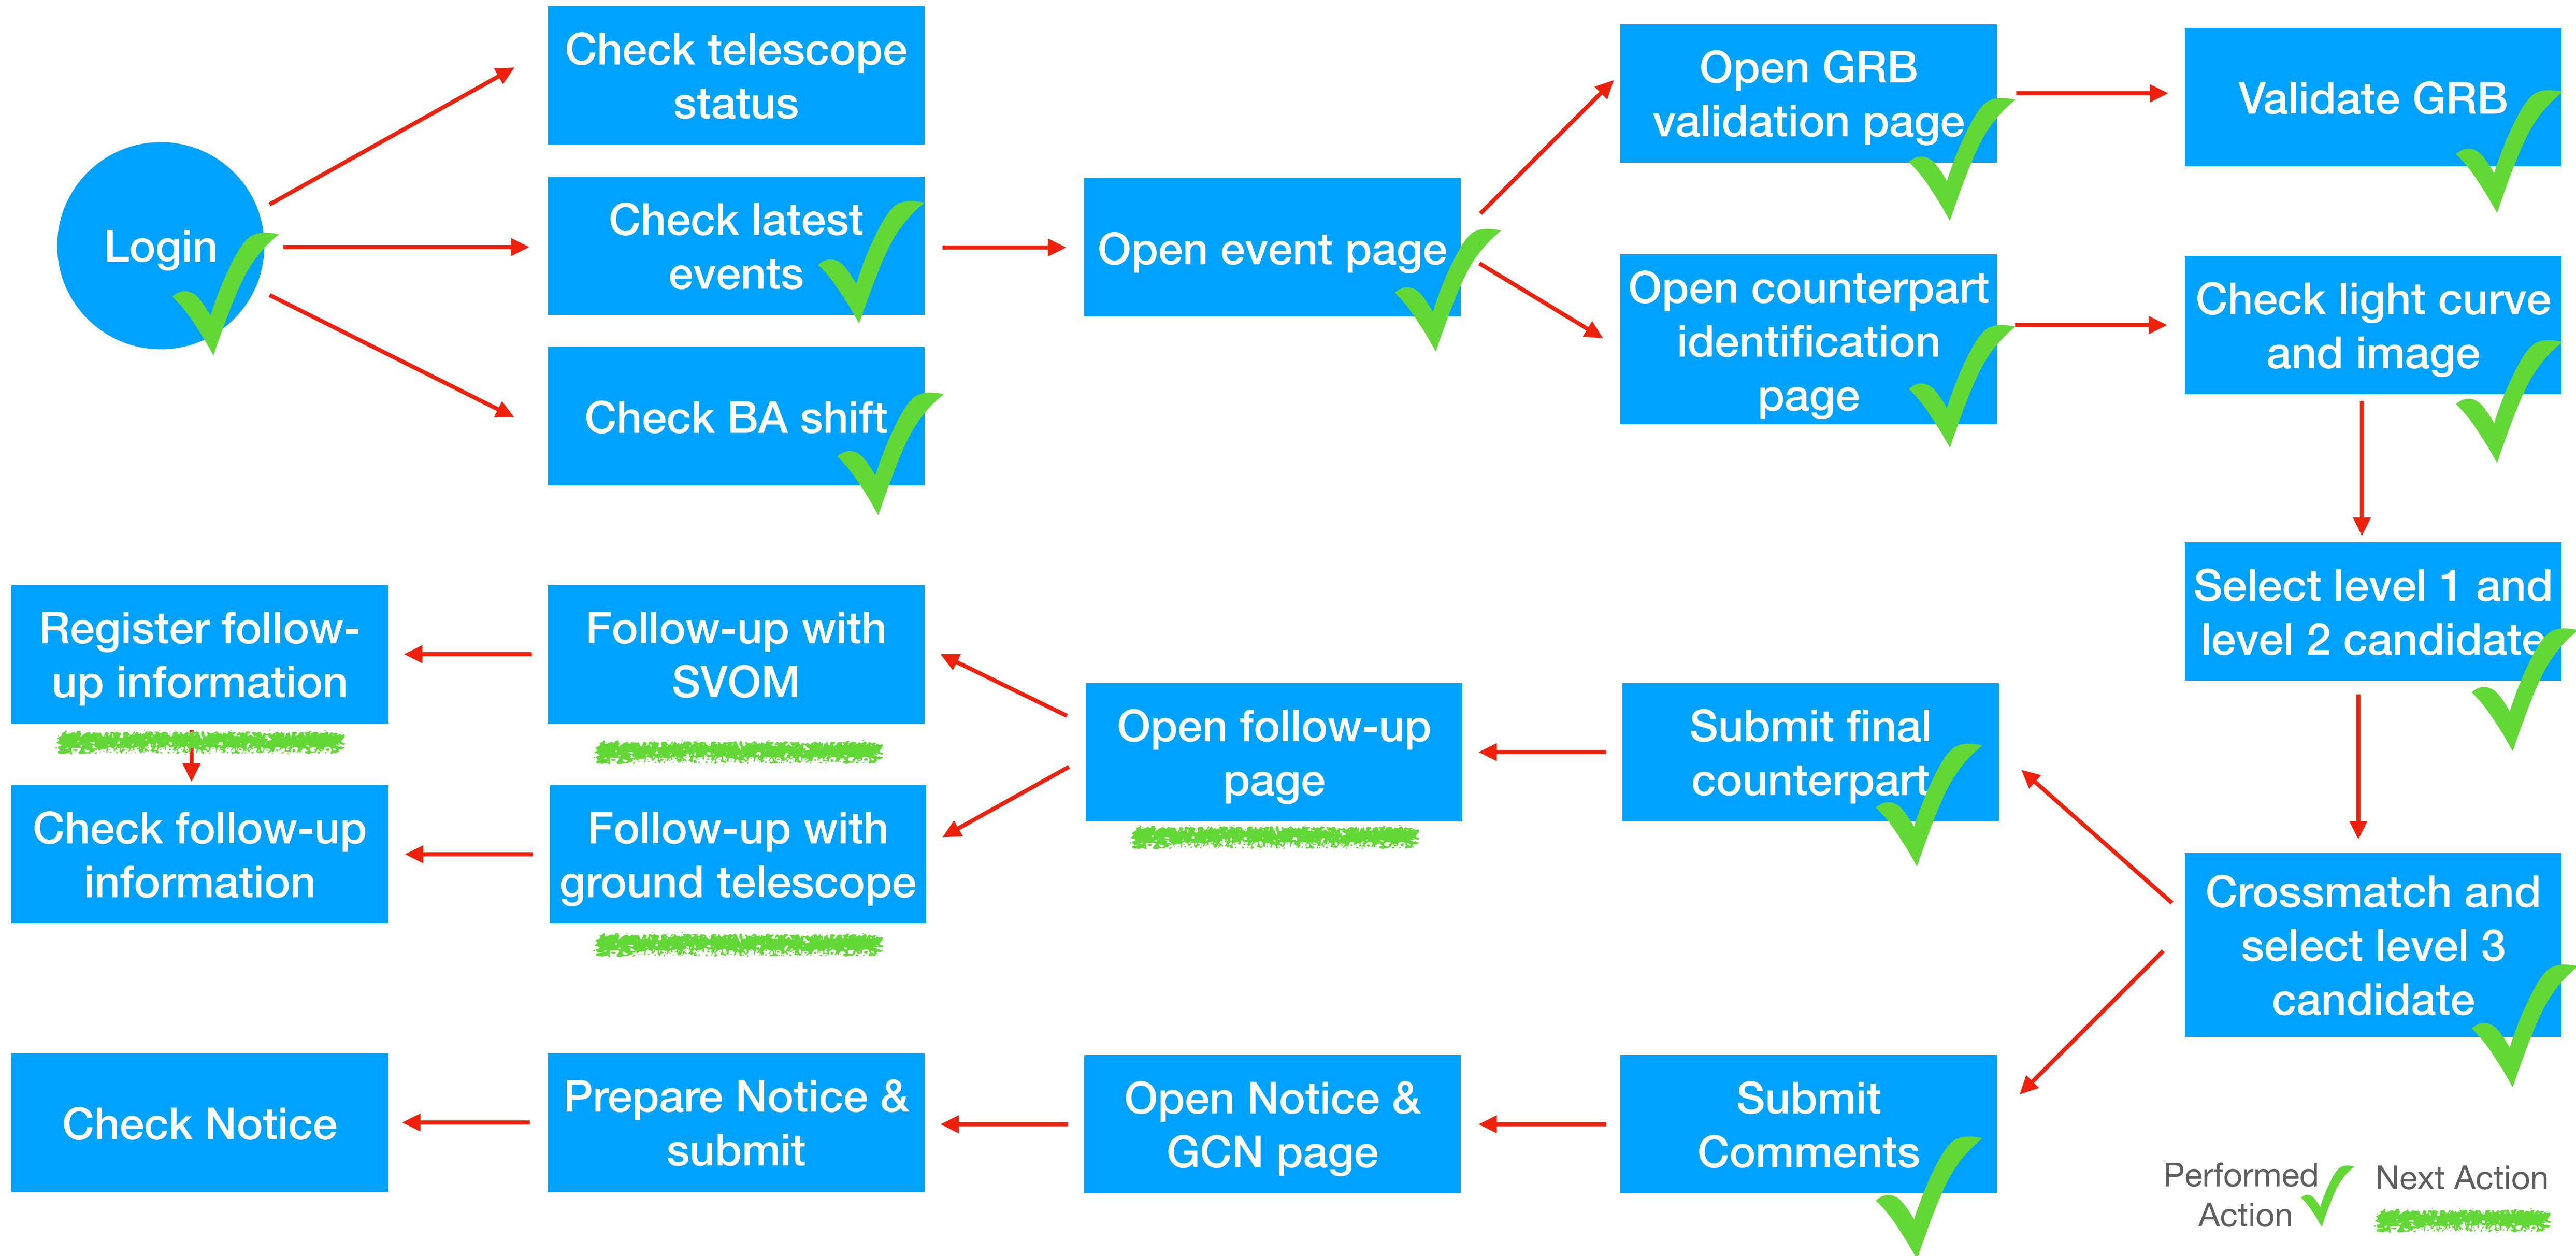 Login
Check telescope
status
Check latest
events
Check BA shift
Open event page
Open GRB
validation page
Validate GRB
Open counterpart
identification
page
Check light curve
and image
Select level 1 and
level 2 candidate
Crossmatch and
select level 3
candidate
Submit final
counterpart
Open follow-up
page
Follow-up with
SVOM
Register follow-
up information
Follow-up with
ground telescope
Check follow-up
information
Submit
Comments
Open Notice &
GCN page
Prepare Notice &
submit
Check Notice
Performed
Action
Next Action